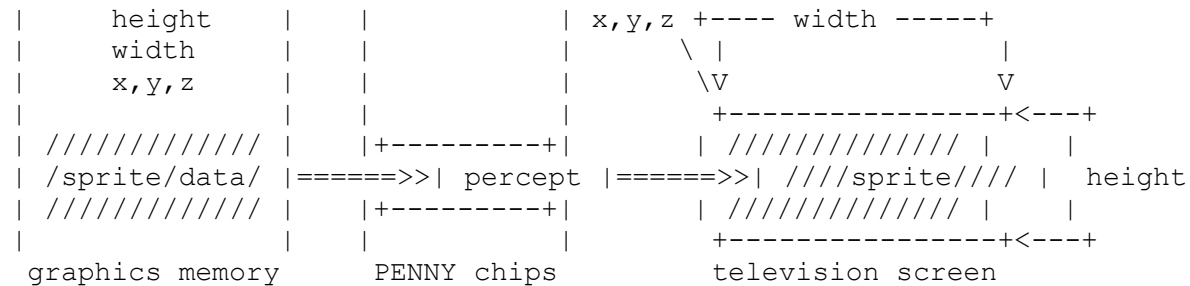 |      height      |   |            | x,y,z +---- width -----+
|      width       |   |            |      \ |                 |
|      x,y,z       |   |            |       \V                 V
|                  |   |            |         +----------------+<---+
| ///////////// |   |+---------+|        | ////////////// |    |
| /sprite/data/ |======>>| percept |======>>| ////sprite//// |  height
| ///////////// |   |+---------+|        | ////////////// |    |
|                  |   |            |         +---------------+<---+
graphics memory     PENNY chips          television screen